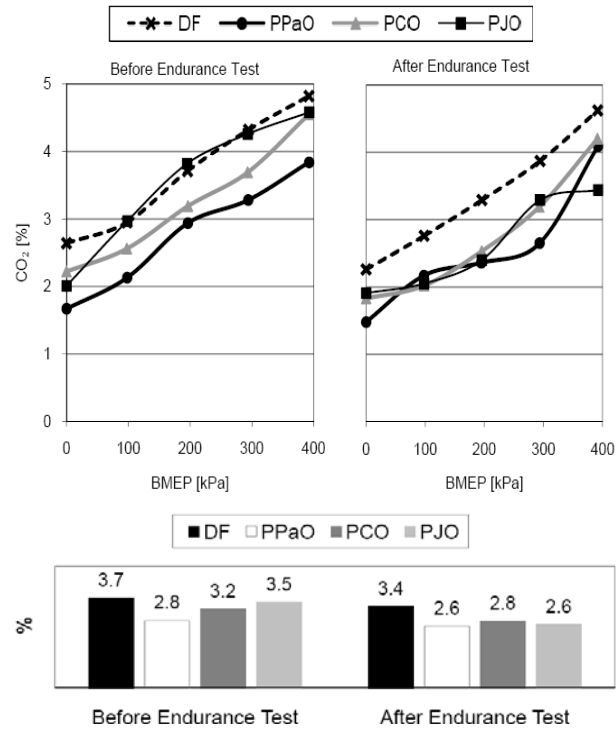 DF PPaO PCO PJO
Before Endurance Test After Endurance Test
5
4
3
2
1
0
CO₂ [%]
0 100 200 300 400 0 100 200 300 400
BMEP [kPa] BMEP [kPa]
DF PPaO PCO PJO
3.7 2.8 3.2 3.5 3.4 2.6 2.8 2.6
%
Before Endurance Test After Endurance Test